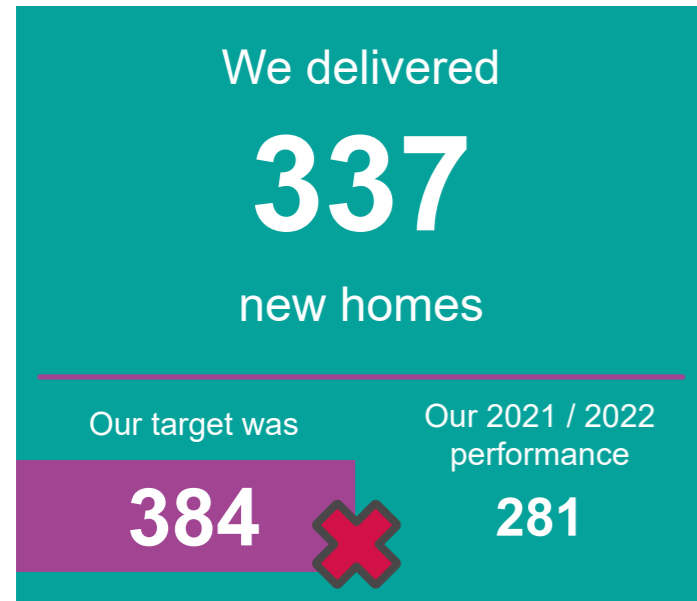 We delivered
337
new homes
Our target was
384
Our 2021 / 2022
performance
281